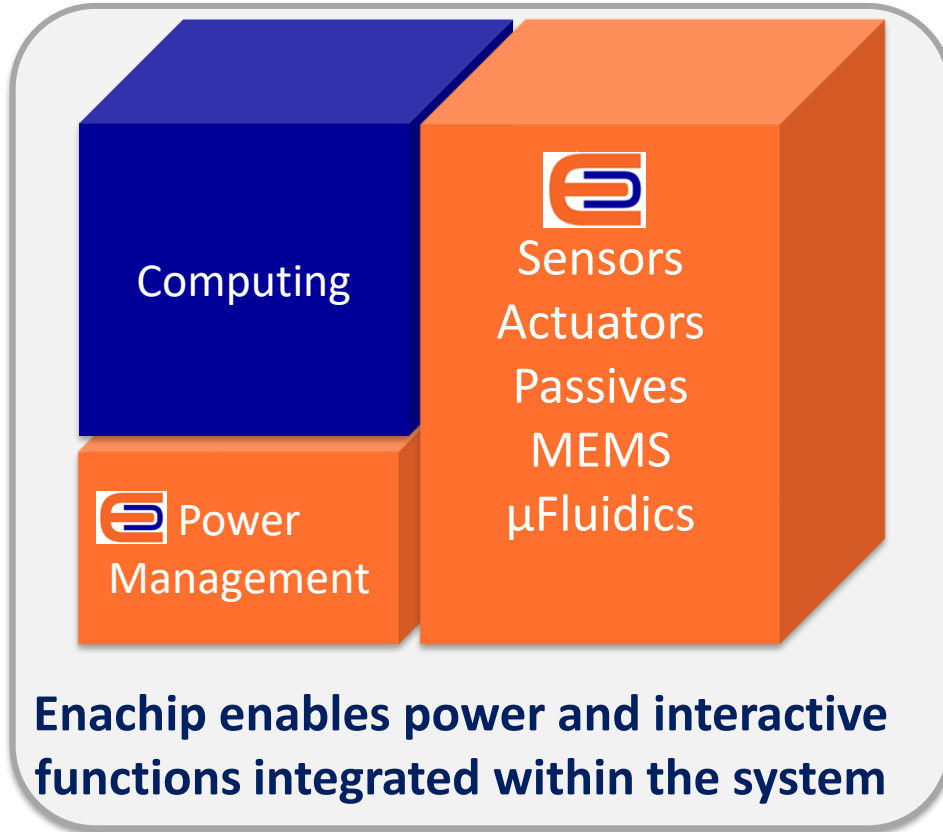 Computing
Sensors
Actuators
Passives
MEMS
µFluidics
Power
Management
Enachip enables power and interactive
functions integrated within the system